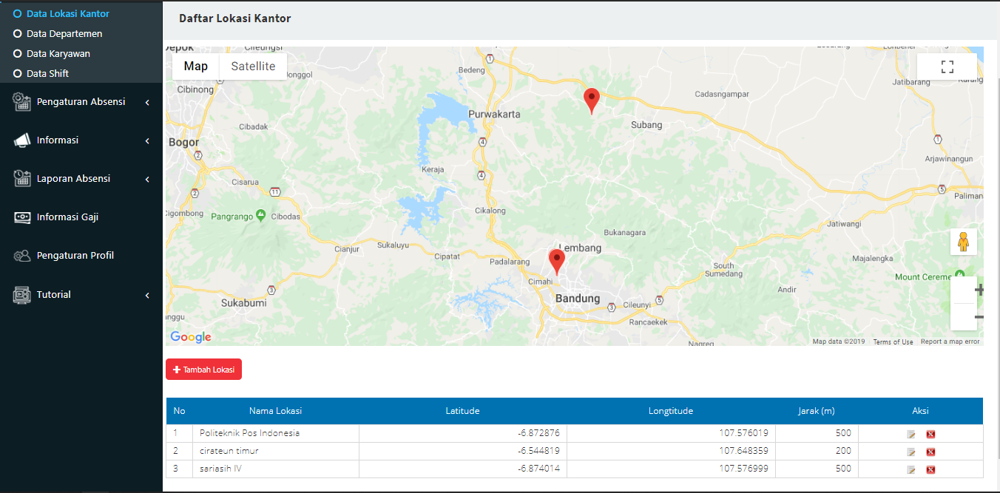 Data Lokasi Kantor
Data Departemen
Data Karyawan
Data Shift
Pengaturan Absensi
Informasi
Laporan Absensi
Informasi Gaji
Pengaturan Profil
Tutorial
Daftar Lokasi Kantor
Map Satellite
Cibinong
Bedeng
Jatibarang
Cadasngampar
Purwakarta
Cibadak
Subang
Bogor
Arjawinangun
Keraja
Cisarua
Paliman
Cikalong
Pangrango
Cibodas
Jatiwangi
Bukanagara
Sukaluyu
Lembang
Cianjur
Cipatat
Padalarang
Majalengka
South
Sumedang
Mount Cereme
Cimahi
Andir
Sukabumi
Bandung
Cileunyi
Rancaekek
Nagreg
Google
Map data ©2019 Terms of Use Report a map error
Tambah Lokasi
No Nama Lokasi Latitude Longtitude Jarak (m) Aksi
1 Politeknik Pos Indonesia -6.872876 107.576019 500
2 cirateun timur -6.544819 107.648359 200
3 sariasih IV -6.874014 107.576999 500